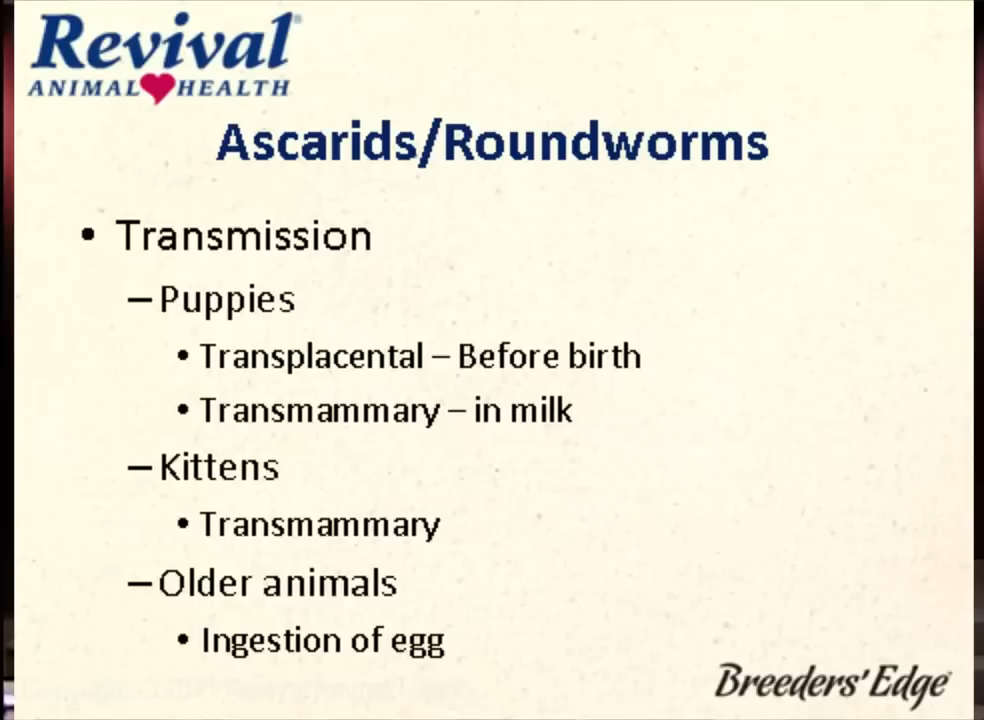 Revival®
ANIMAL HEALTH
Ascarids/Roundworms
• Transmission
– Puppies
• Transplacental – Before birth
• Transmammary – in milk
– Kittens
• Transmammary
– Older animals
• Ingestion of egg
Breeders' Edge